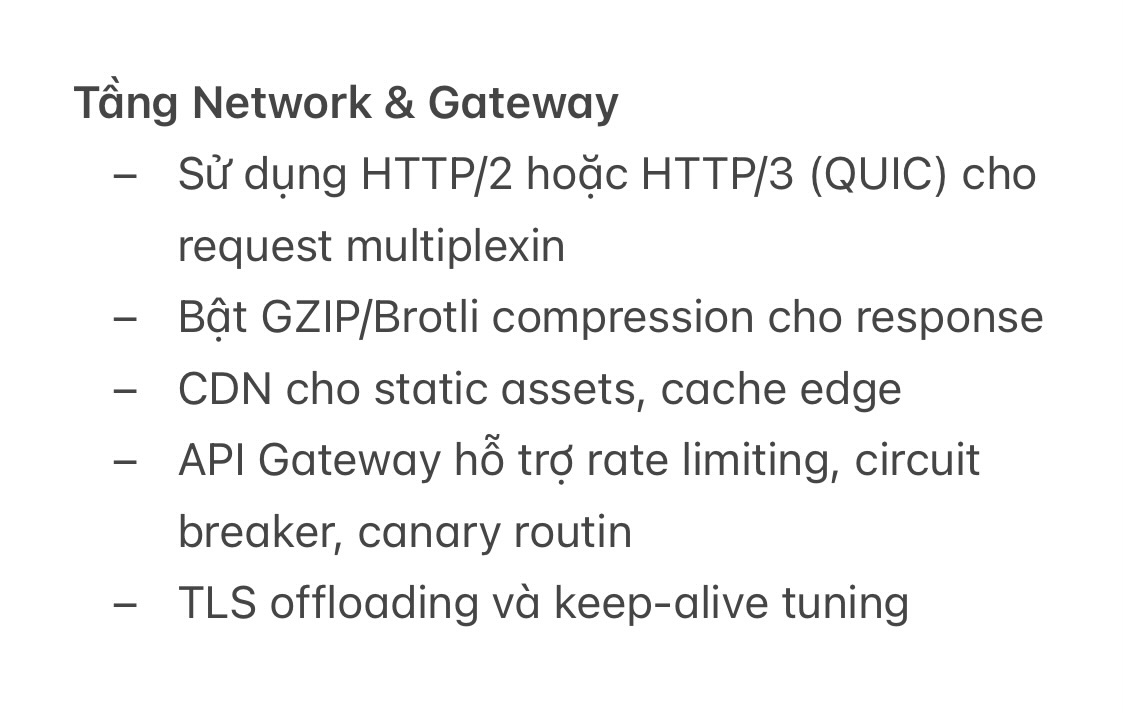 Tầng Network & Gateway
– Sử dụng HTTP/2 hoặc HTTP/3 (QUIC) cho
request multiplexin
– Bật GZIP/Brotli compression cho response
– CDN cho static assets, cache edge
– API Gateway hỗ trợ rate limiting, circuit
breaker, canary routin
– TLS offloading và keep-alive tuning